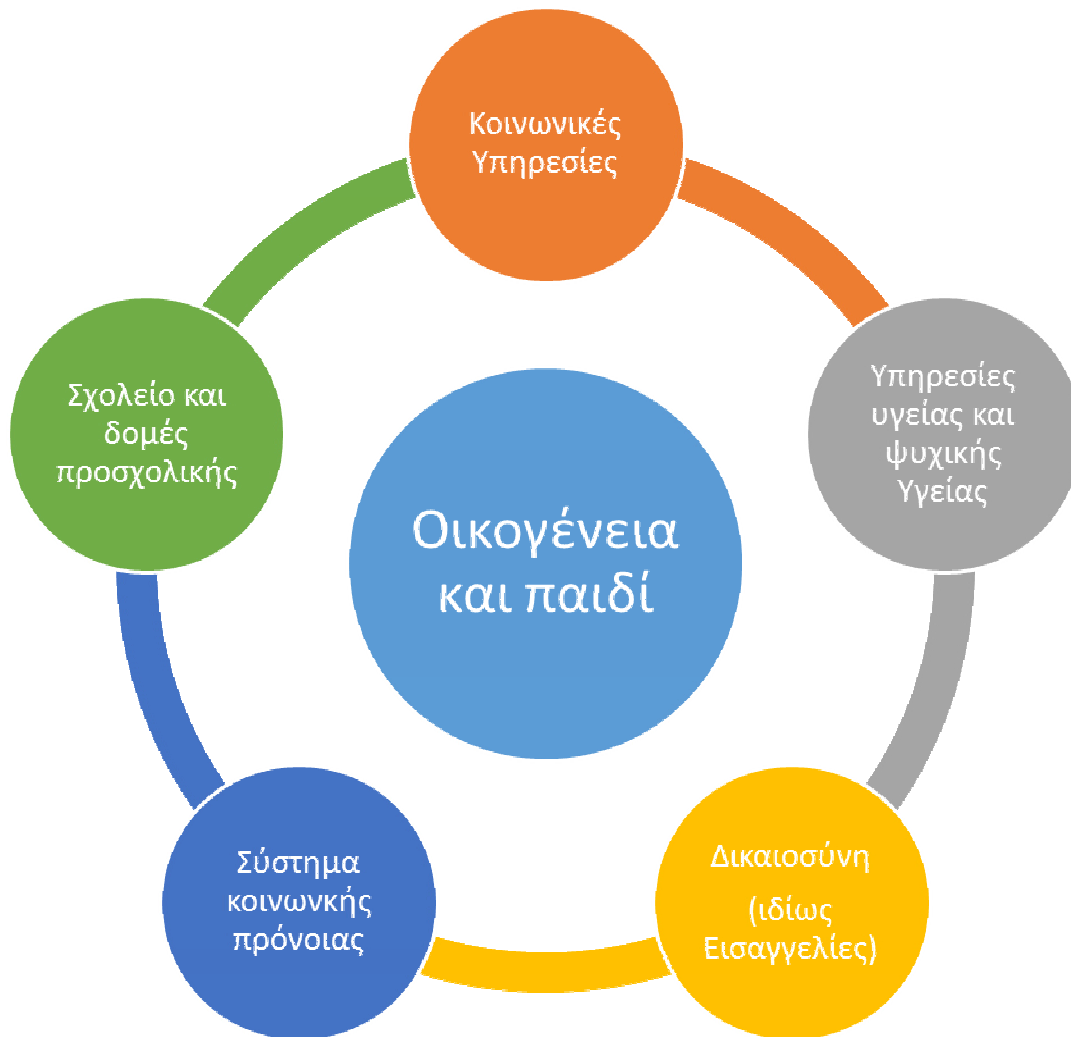 Κοινωνικές
Υπηρεσίες
Υπηρεσίες
υγείας και
ψυχικής
Υγείας
Δικαιοσύνη
(ιδίως
Εισαγγελίες)
Σύστημα
κοινωνκής
πρόνοιας
Σχολείο και
δομές
προσχολικής
Οικογένεια
και παιδί